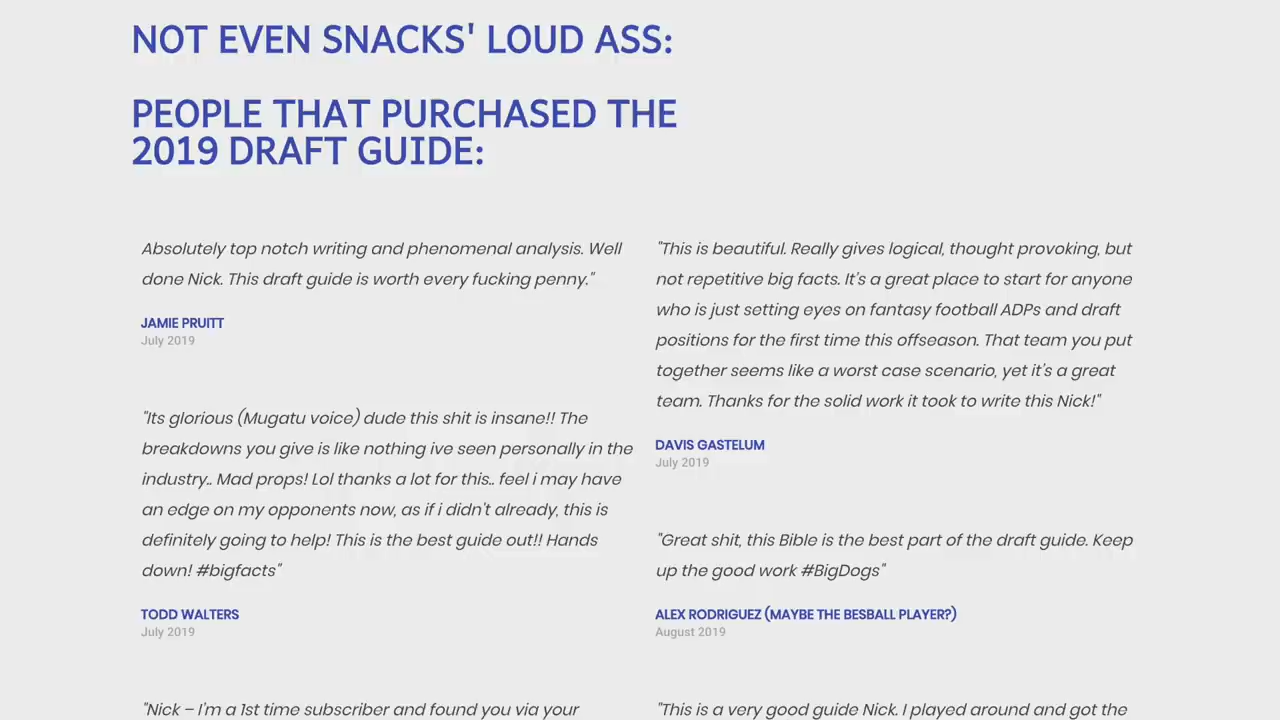 NOT EVEN SNACKS' LOUD ASS:
PEOPLE THAT PURCHASED THE
2019 DRAFT GUIDE:
Absolutely top notch writing and phenomenal analysis. Well
done Nick. This draft guide is worth every fucking penny."
JAMIE PRUITT
July 2019
"Its glorious (Mugatu voice) dude this shit is insane!! The
breakdowns you give is like nothing ive seen personally in the
industry.. Mad props! Lol thanks a lot for this.. feel i may have
an edge on my opponents now, as if i didn't already, this is
definitely going to help! This is the best guide out!! Hands
down! #bigfacts"
TODD WALTERS
July 2019
"Nick – I'm a 1st time subscriber and found you via your
"This is beautiful. Really gives logical, thought provoking, but
not repetitive big facts. It's a great place to start for anyone
who is just setting eyes on fantasy football ADPs and draft
positions for the first time this offseason. That team you put
together seems like a worst case scenario, yet it's a great
team. Thanks for the solid work it took to write this Nick!"
DAVIS GASTELUM
July 2019
"Great shit, this Bible is the best part of the draft guide. Keep
up the good work #BigDogs"
ALEX RODRIGUEZ (MAYBE THE BESBALL PLAYER?)
August 2019
"This is a very good guide Nick. I played around and got the